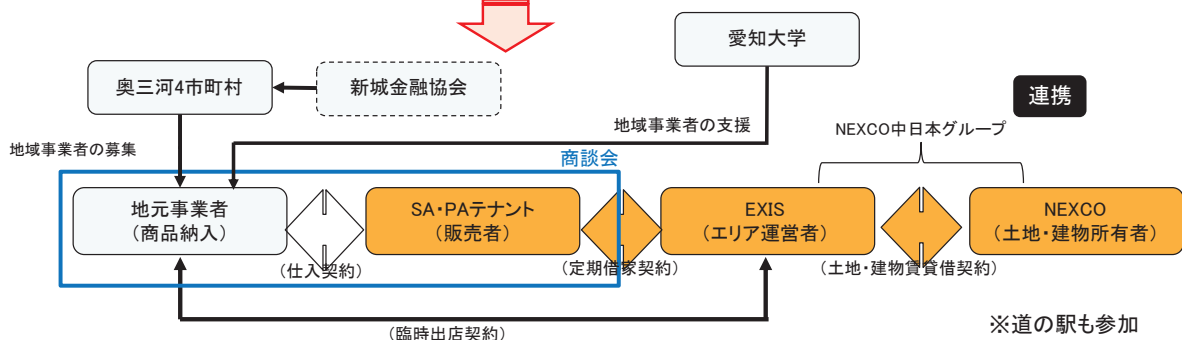 愛知大学
奥三河4市町村
新城金融協会
連携
地域事業者の支援
NEXCO中日本グループ
地域事業者の募集
商談会
地元事業者
(商品納入)
SA・PAテナント
(販売者)
EXIS
(エリア運営者)
NEXCO
(土地・建物所有者)
(仕入契約)
(定期借家契約)
(土地・建物賃貸借契約)
(臨時出店契約)
※道の駅も参加